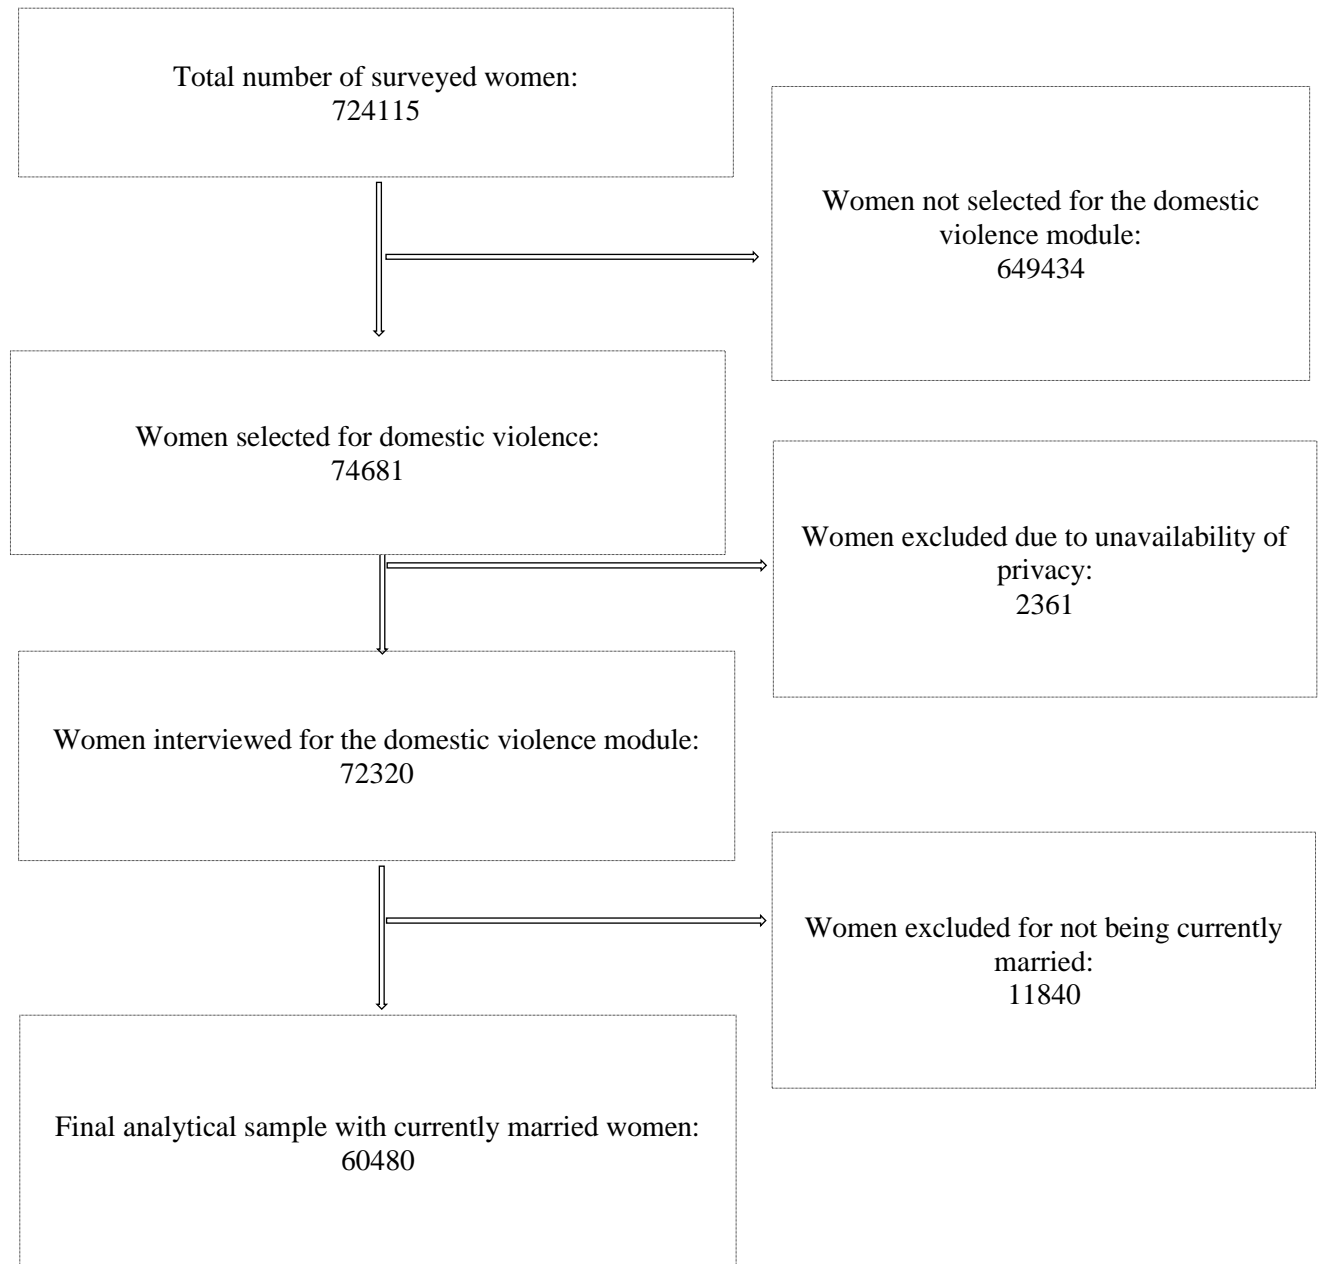 Total number of surveyed women:
724115
Women not selected for the domestic
violence module:
649434
Women selected for domestic violence:
74681
Women excluded due to unavailability of
privacy:
2361
Women interviewed for the domestic violence module:
72320
Women excluded for not being currently
married:
11840
Final analytical sample with currently married women:
60480